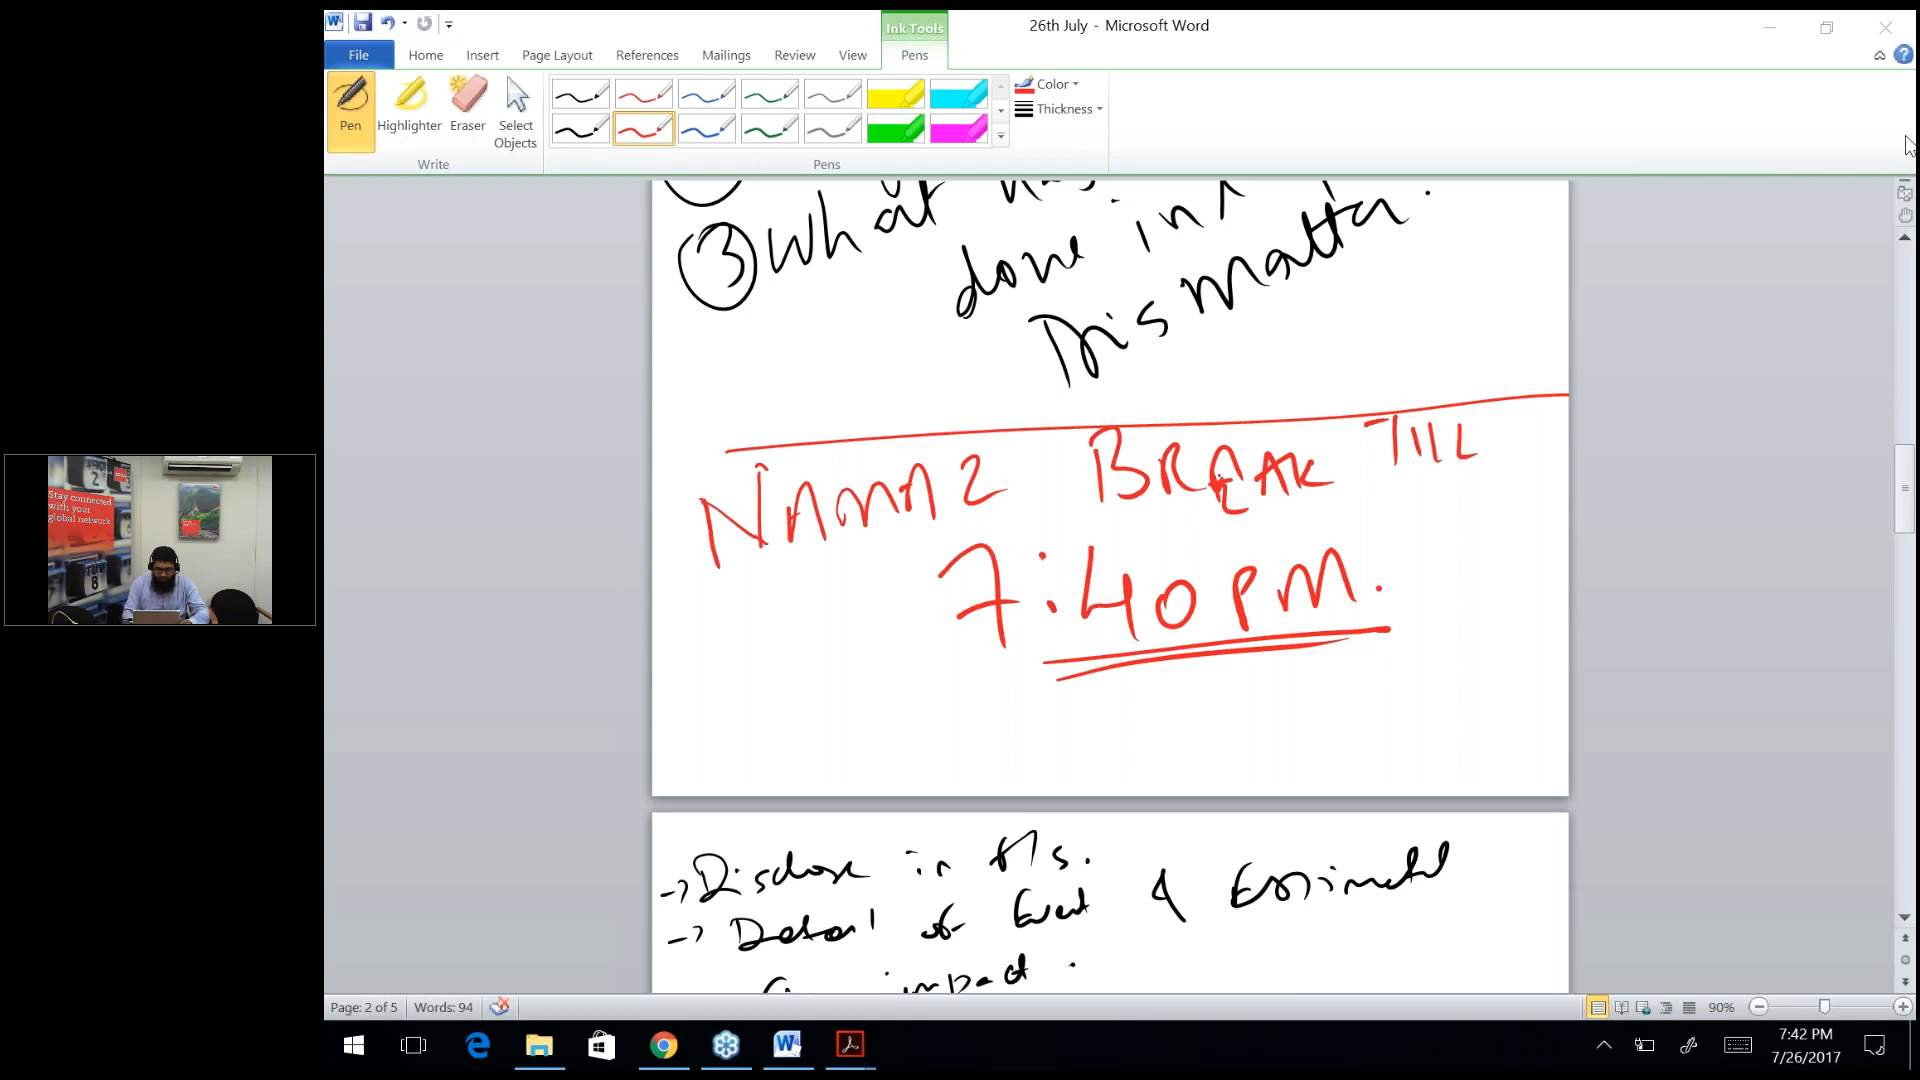 26th July - Microsoft Word
Ink Tools
File Home Insert Page Layout References Mailings Review View Pens
Pen Highlighter Eraser Select Objects
Color
Thickness
Write Pens
③ What
done in
This Matter.
NAMAZ BREAK TILL
7:40 PM.
→ Disclose in F/s.
→ Detail of Event & Estimated
impact.
Stay connected
with your
global network
Page: 2 of 5 Words: 94 90%
7:42 PM
7/26/2017